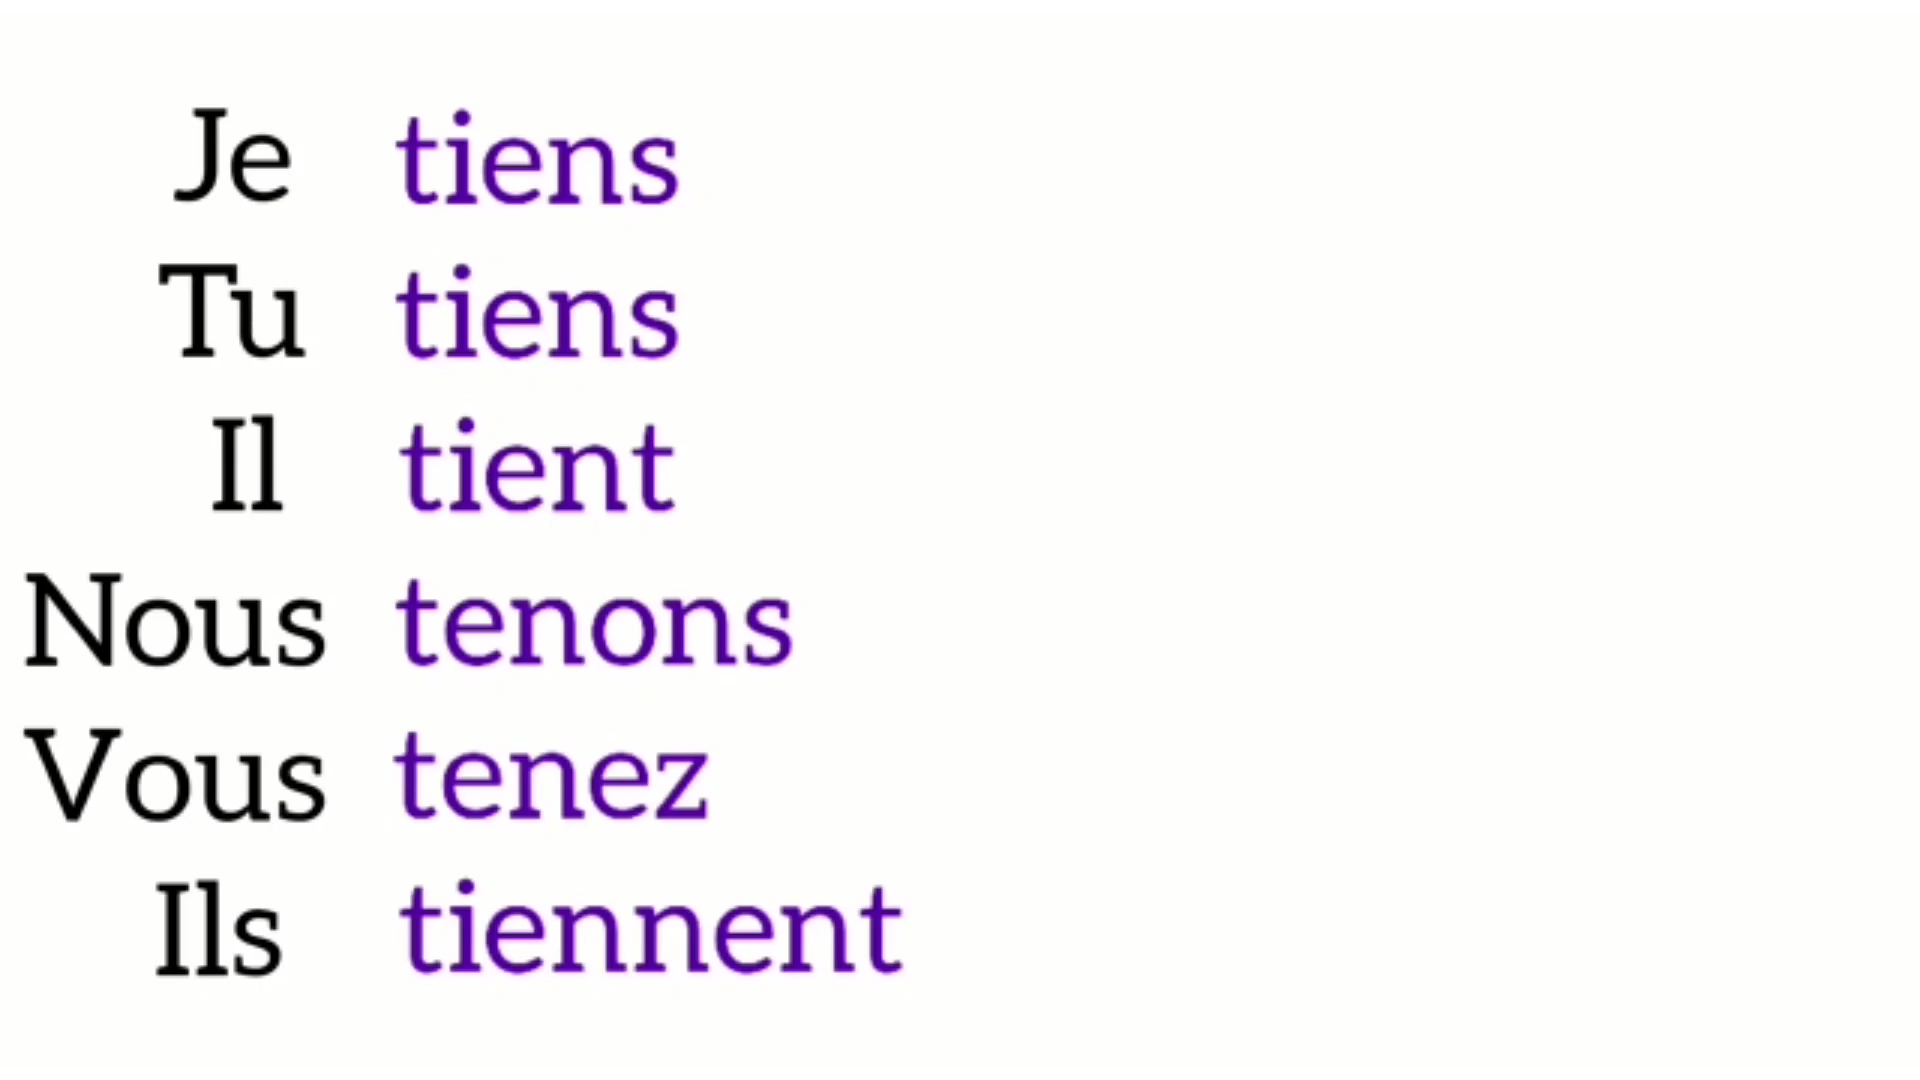 Je tiens
Tu tiens
Il tient
Nous tenons
Vous tenez
Ils tiennent